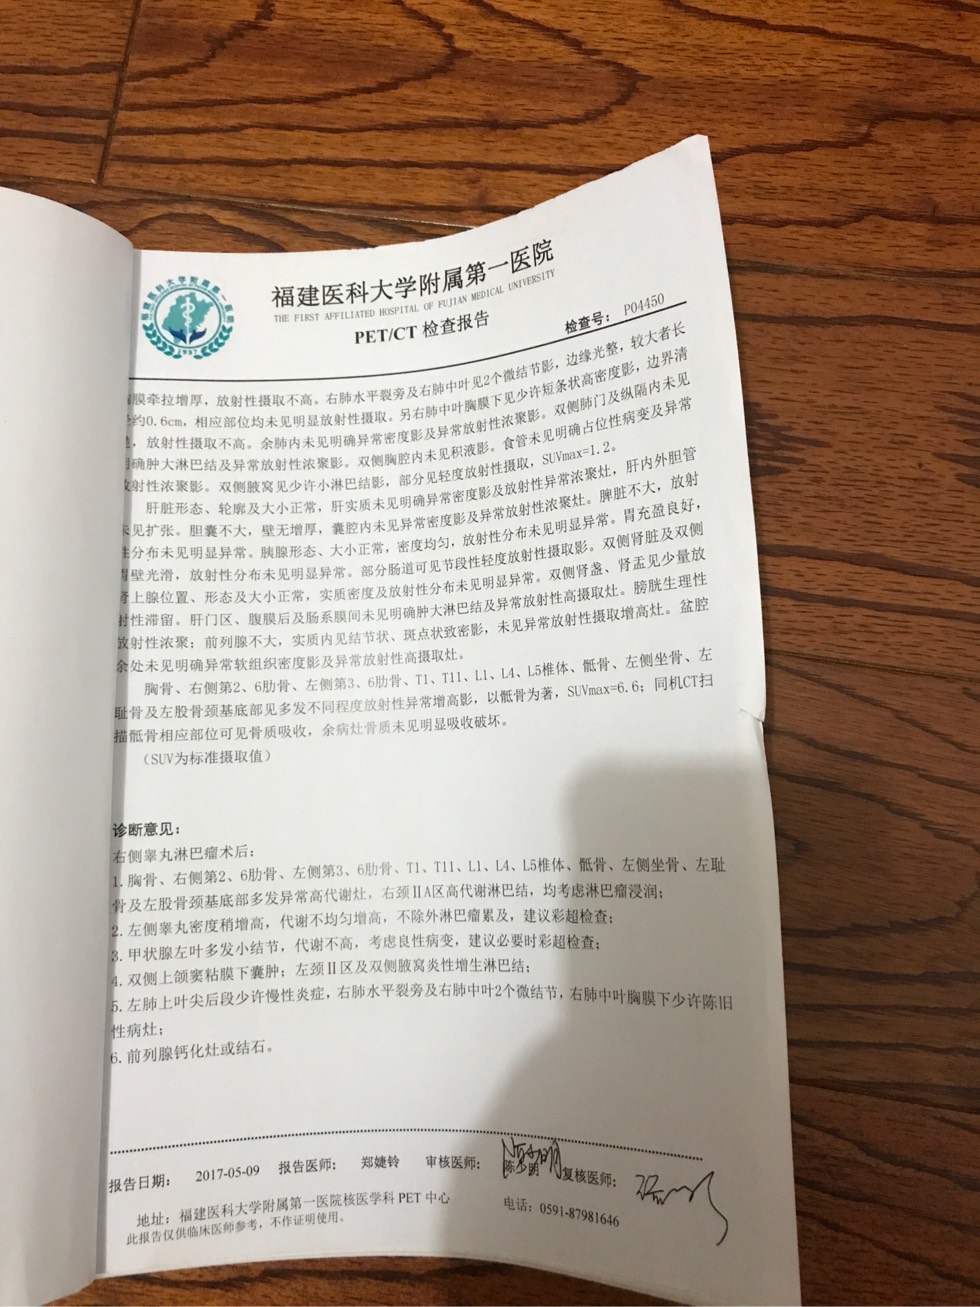 福建医科大学附属第一医院
THE FIRST AFFILIATED HOSPITAL OF FUJIAN MEDICAL UNIVERSITY
PET/CT 检查报告
检查号： P04450
胸膜牵拉增厚，放射性摄取不高。右肺水平裂旁及右肺中叶见2个微结节影，边缘光整，较大者长
径约0.6cm，相应部位均未见明显放射性摄取。另右肺中叶胸膜下见少许短条状高密度影，边界清
，放射性摄取不高。余肺内未见明确异常密度影及异常放射性浓聚影。双侧肺门及纵隔内未见
明确肿大淋巴结及异常放射性浓聚影。双侧胸腔内未见积液影。食管未见明确占位性病变及异常
放射性浓聚影。双侧腋窝见少许小淋巴结影，部分见轻度放射性摄取，SUVmax=1.2。
肝脏形态、轮廓及大小正常，肝实质未见明确异常密度影及放射性异常浓聚灶，肝内外胆管
未见扩张。胆囊不大，壁无增厚，囊腔内未见异常密度影及异常放射性浓聚灶。脾脏不大，放射
性分布未见明显异常。胰腺形态、大小正常，密度均匀，放射性分布未见明显异常。胃充盈良好，
胃壁光滑，放射性分布未见明显异常。部分肠道可见节段性轻度放射性摄取影。双侧肾脏及双侧
肾上腺位置、形态及大小正常，实质密度及放射性分布未见明显异常。双侧肾盏、肾盂见少量放
射性滞留。肝门区、腹膜后及肠系膜间未见明确肿大淋巴结及异常放射性高摄取灶。膀胱生理性
放射性浓聚；前列腺不大，实质内见结节状、斑点状致密影，未见异常放射性摄取增高灶。盆腔
余处未见明确异常软组织密度影及异常放射性高摄取灶。
胸骨、右侧第2、6肋骨、左侧第3、6肋骨、T1、T11、L1、L4、L5椎体、骶骨、左侧坐骨、左
耻骨及左股骨颈基底部见多发不同程度放射性异常增高影，以骶骨为著，SUVmax=6.6；同机CT扫
描骶骨相应部位可见骨质吸收，余病灶骨质未见明显吸收破坏。
（SUV为标准摄取值）
诊断意见：
右侧睾丸淋巴瘤术后：
1.胸骨、右侧第2、6肋骨、左侧第3、6肋骨、T1、T11、L1、L4、L5椎体、骶骨、左侧坐骨、左耻
骨及左股骨颈基底部多发异常高代谢灶，右颈ⅡA区高代谢淋巴结，均考虑淋巴瘤浸润；
2.左侧睾丸密度稍增高，代谢不均匀增高，不除外淋巴瘤累及，建议彩超检查；
3.甲状腺左叶多发小结节，代谢不高，考虑良性病变，建议必要时彩超检查；
4.双侧上颌窦粘膜下囊肿；左颈Ⅱ区及双侧腋窝炎性增生淋巴结；
5.左肺上叶尖后段少许慢性炎症，右肺水平裂旁及右肺中叶2个微结节，右肺中叶胸膜下少许陈旧
性病灶；
6.前列腺钙化灶或结石。
报告日期： 2017-05-09 报告医师： 郑婕铃 审核医师： 陈少明 复核医师：
地址：福建医科大学附属第一医院核医学科 PET 中心 电话：0591-87981646
此报告仅供临床医师参考，不作证明使用。